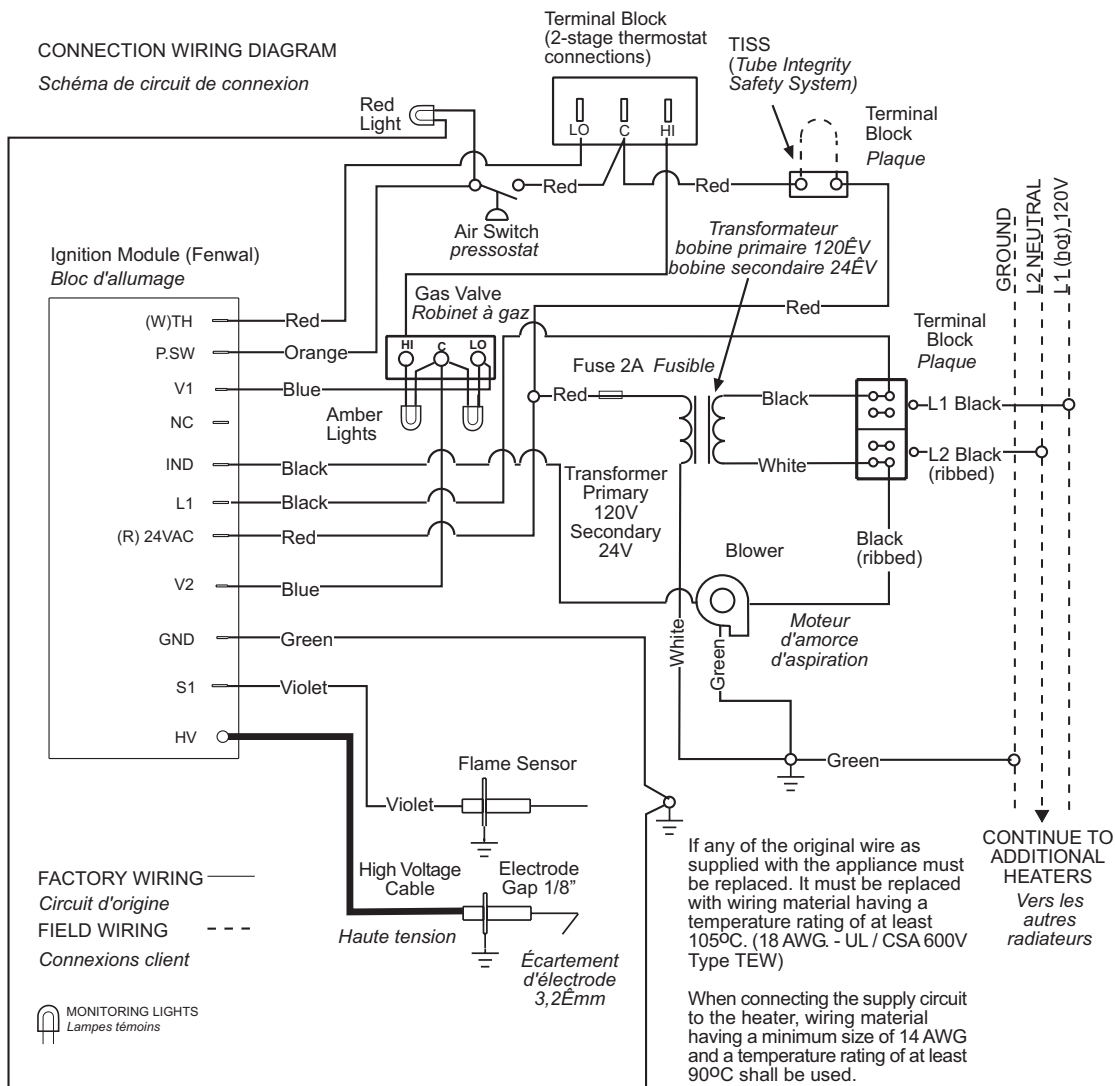 CONNECTION WIRING DIAGRAM
Schéma de circuit de connexion
Terminal Block
(2-stage thermostat
connections)
LO
C
HI
TISS
(Tube Integrity
Safety System)
Terminal
Block
Plaque
Red
Light
Red
Red
Air Switch
pressostat
Transformateur
bobine primaire 120ÊV
bobine secondaire 24ÊV
GROUND
L2 NEUTRAL
L1 (hot) 120V
Ignition Module (Fenwal)
Bloc d'allumage
(W)TH
Red
P.SW
Orange
V1
Blue
NC
IND
Black
L1
Black
(R) 24VAC
Red
V2
Blue
GND
Green
S1
Violet
HV
Gas Valve
Robinet à gaz
HI
C
LO
Amber
Lights
Red
Fuse 2A Fusible
Red
Black
White
Transformer
Primary
120V
Secondary
24V
Terminal
Block
Plaque
L1 Black
L2 Black
(ribbed)
Black
(ribbed)
Blower
Moteur
d'amorce
d'aspiration
White
Green
Green
Flame Sensor
Violet
High Voltage
Cable
Haute tension
Electrode
Gap 1/8”
Écartement
d'électrode
3,2Êmm
FACTORY WIRING
Circuit d'origine
FIELD WIRING
Connexions client
MONITORING LIGHTS
Lampes témoins
If any of the original wire as
supplied with the appliance must
be replaced. It must be replaced
with wiring material having a
temperature rating of at least
105ºC. (18 AWG. - UL / CSA 600V
Type TEW)
When connecting the supply circuit
to the heater, wiring material
having a minimum size of 14 AWG
and a temperature rating of at least
90ºC shall be used.
CONTINUE TO
ADDITIONAL
HEATERS
Vers les
autres
radiateurs